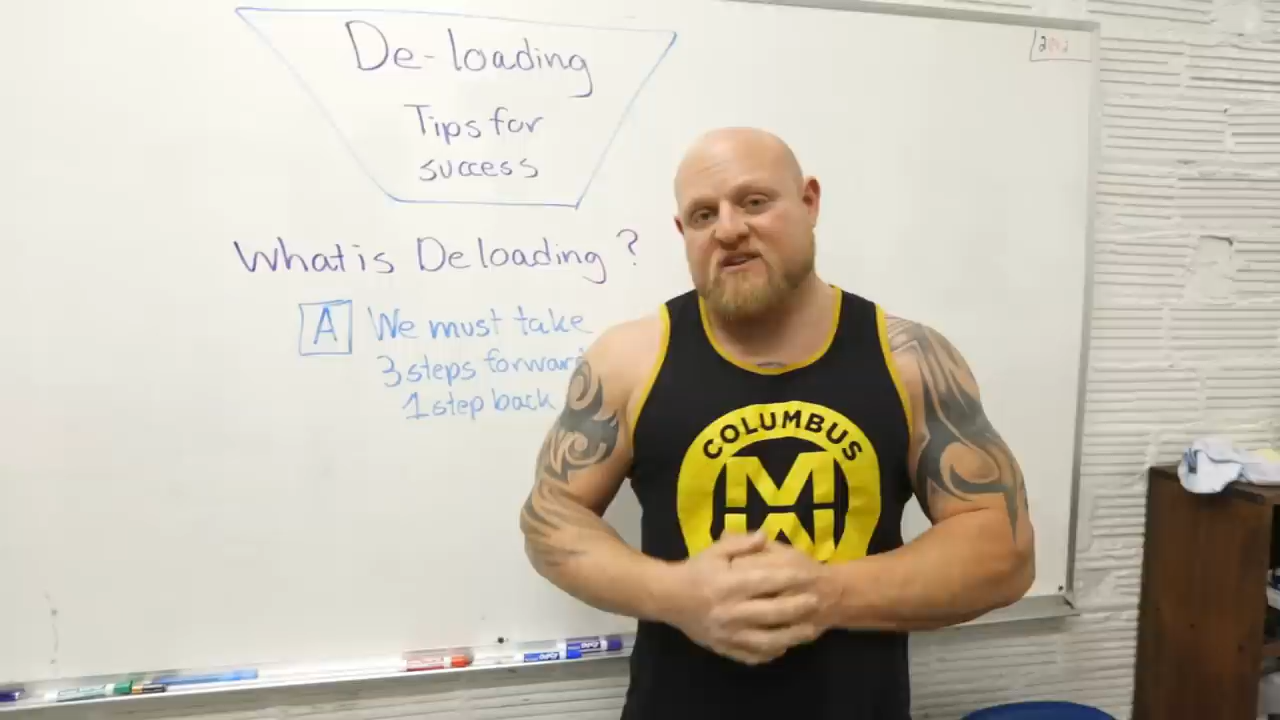 De-loading
Tips for
success
What is Deloading?
A We must take
3 steps forward
1 step back
COLUMBUS